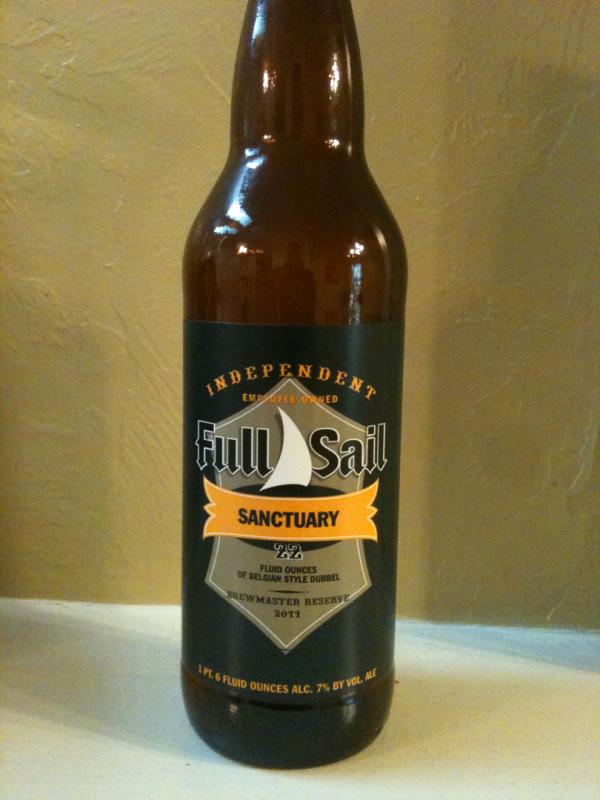 INDEPENDENT
EMPLOYEE-OWNED
Full Sail
SANCTUARY
22
FLUID OUNCES
OF BELGIAN STYLE DUBBEL
BREWMASTER RESERVE
2011
1 PT. 6 FLUID OUNCES ALC. 7% BY VOL. ALE